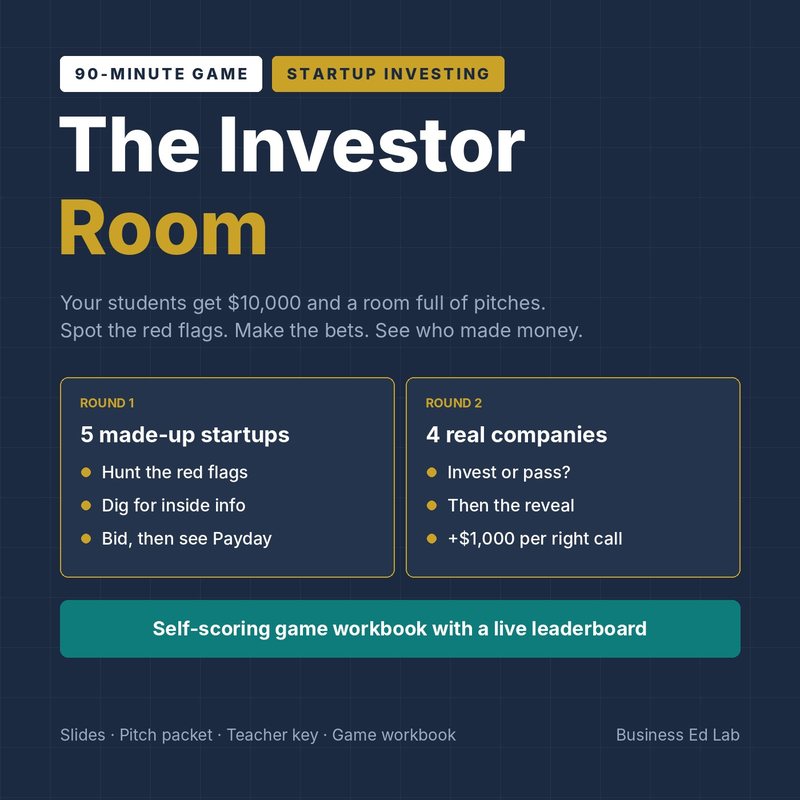 90-MINUTE GAME
STARTUP INVESTING
The Investor
Room
Your students get $10,000 and a room full of pitches.
Spot the red flags. Make the bets. See who made money.
ROUND 1
5 made-up startups
Hunt the red flags
Dig for inside info
Bid, then see Payday
ROUND 2
4 real companies
Invest or pass?
Then the reveal
+$1,000 per right call
Self-scoring game workbook with a live leaderboard
Slides · Pitch packet · Teacher key · Game workbook
Business Ed Lab